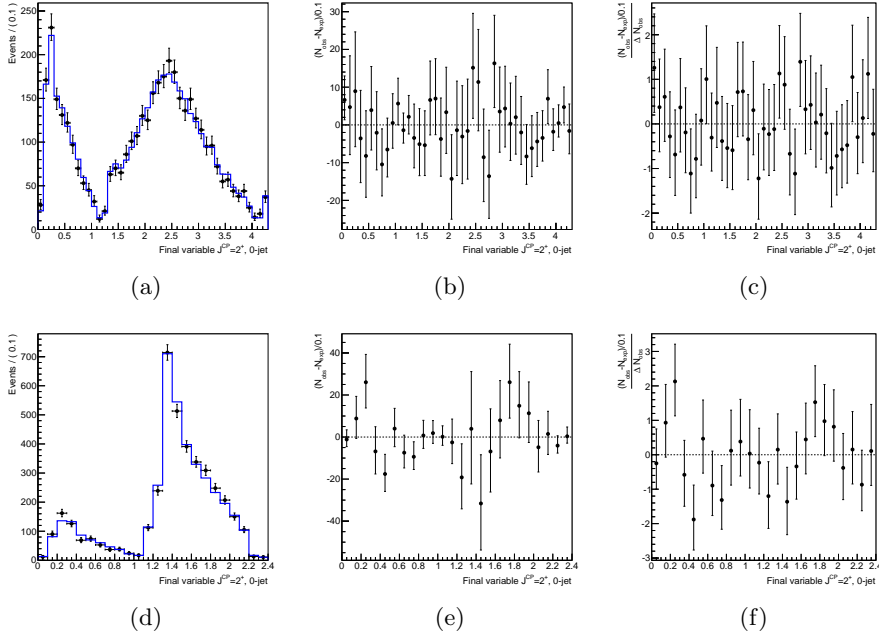 Events / ( 0.1)
250
200
150
100
50
0
0 0.5 1 1.5 2 2.5 3 3.5 4
Final variable J^CP=2⁺, 0-jet
(a)
(N_obs-N_exp)/0.1
30
20
10
0
-10
-20
0 0.5 1 1.5 2 2.5 3 3.5 4
Final variable J^CP=2⁺, 0-jet
(b)
(N_obs-N_exp)/0.1
Δ N_obs
2
1
0
-1
-2
0 0.5 1 1.5 2 2.5 3 3.5 4
Final variable J^CP=2⁺, 0-jet
(c)
Events / ( 0.1)
700
600
500
400
300
200
100
0
0 0.2 0.4 0.6 0.8 1 1.2 1.4 1.6 1.8 2 2.2 2.4
Final variable J^CP=2⁺, 0-jet
(d)
(N_obs-N_exp)/0.1
40
20
0
-20
-40
0 0.2 0.4 0.6 0.8 1 1.2 1.4 1.6 1.8 2 2.2 2.4
Final variable J^CP=2⁺, 0-jet
(e)
(N_obs-N_exp)/0.1
Δ N_obs
3
2
1
0
-1
-2
-3
0.2 0.4 0.6 0.8 1 1.2 1.4 1.6 1.8 2 2.2 2.4
Final variable J^CP=2⁺, 0-jet
(f)